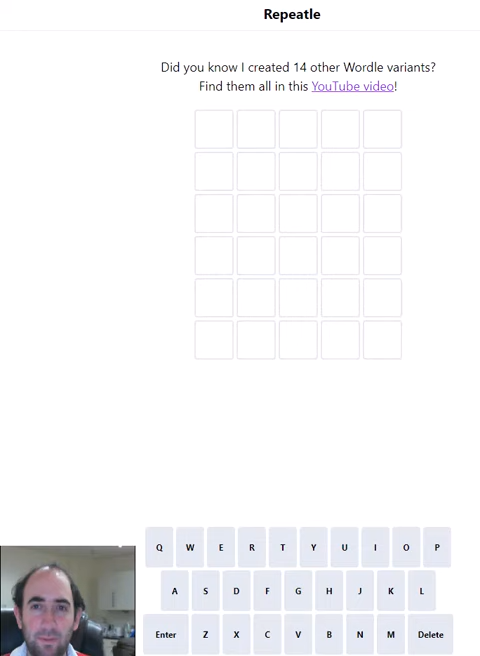 Repeatle
Did you know I created 14 other Wordle variants?
Find them all in this YouTube video!
Q W E R T Y U I O P
A S D F G H J K L
Enter Z X C V B N M Delete